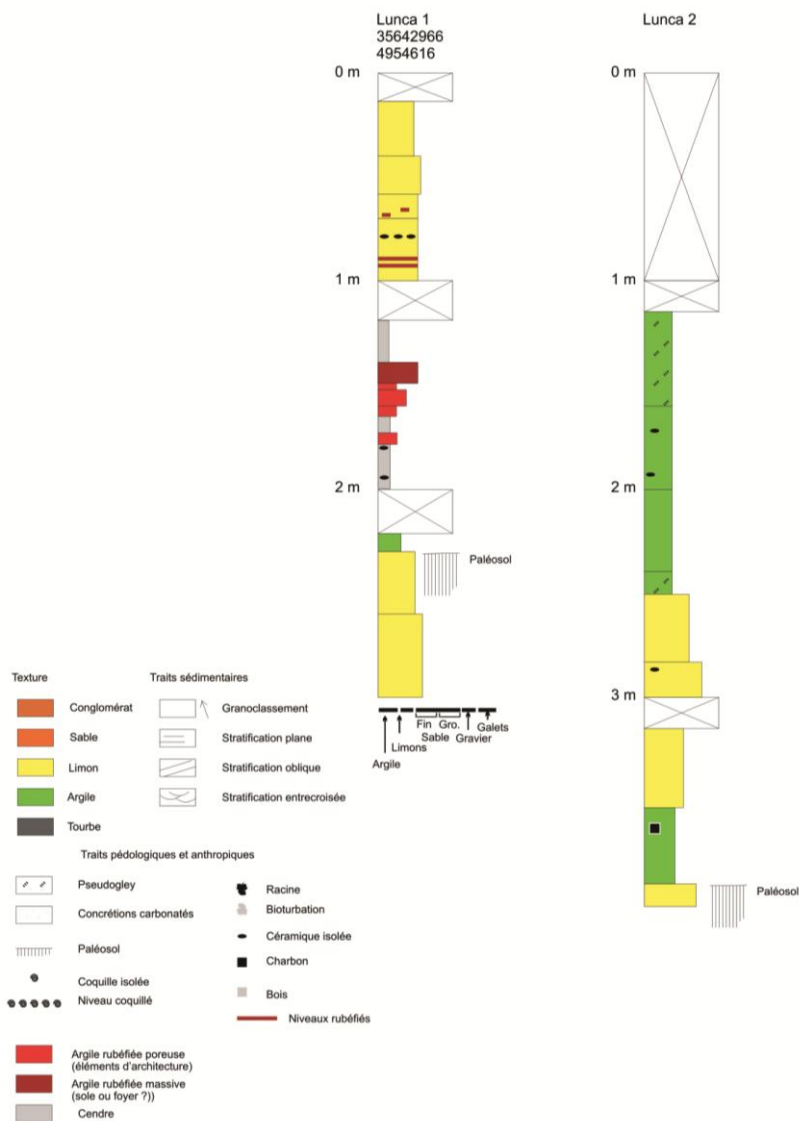 Lunca 1
35642966
4954616
Lunca 2
0 m
0 m
1 m
1 m
2 m
2 m
Paléosol
3 m
Fin
Gro.
Sable
Limons
Argile
Gravier
Galets
Paléosol
Texture
Conglomérat
Sable
Limon
Argile
Tourbe
Traits sédimentaires
Granoclassement
Stratification plane
Stratification oblique
Stratification entrecroisée
Traits pédologiques et anthropiques
Pseudogley
Concrétions carbonatés
Paléosol
Coquille isolée
Niveau coquillé
Racine
Bioturbation
Céramique isolée
Charbon
Bois
Niveaux rubéfiés
Argile rubéfiée poreuse
(éléments d'architecture)
Argile rubéfiée massive
(sole ou foyer ?))
Cendre